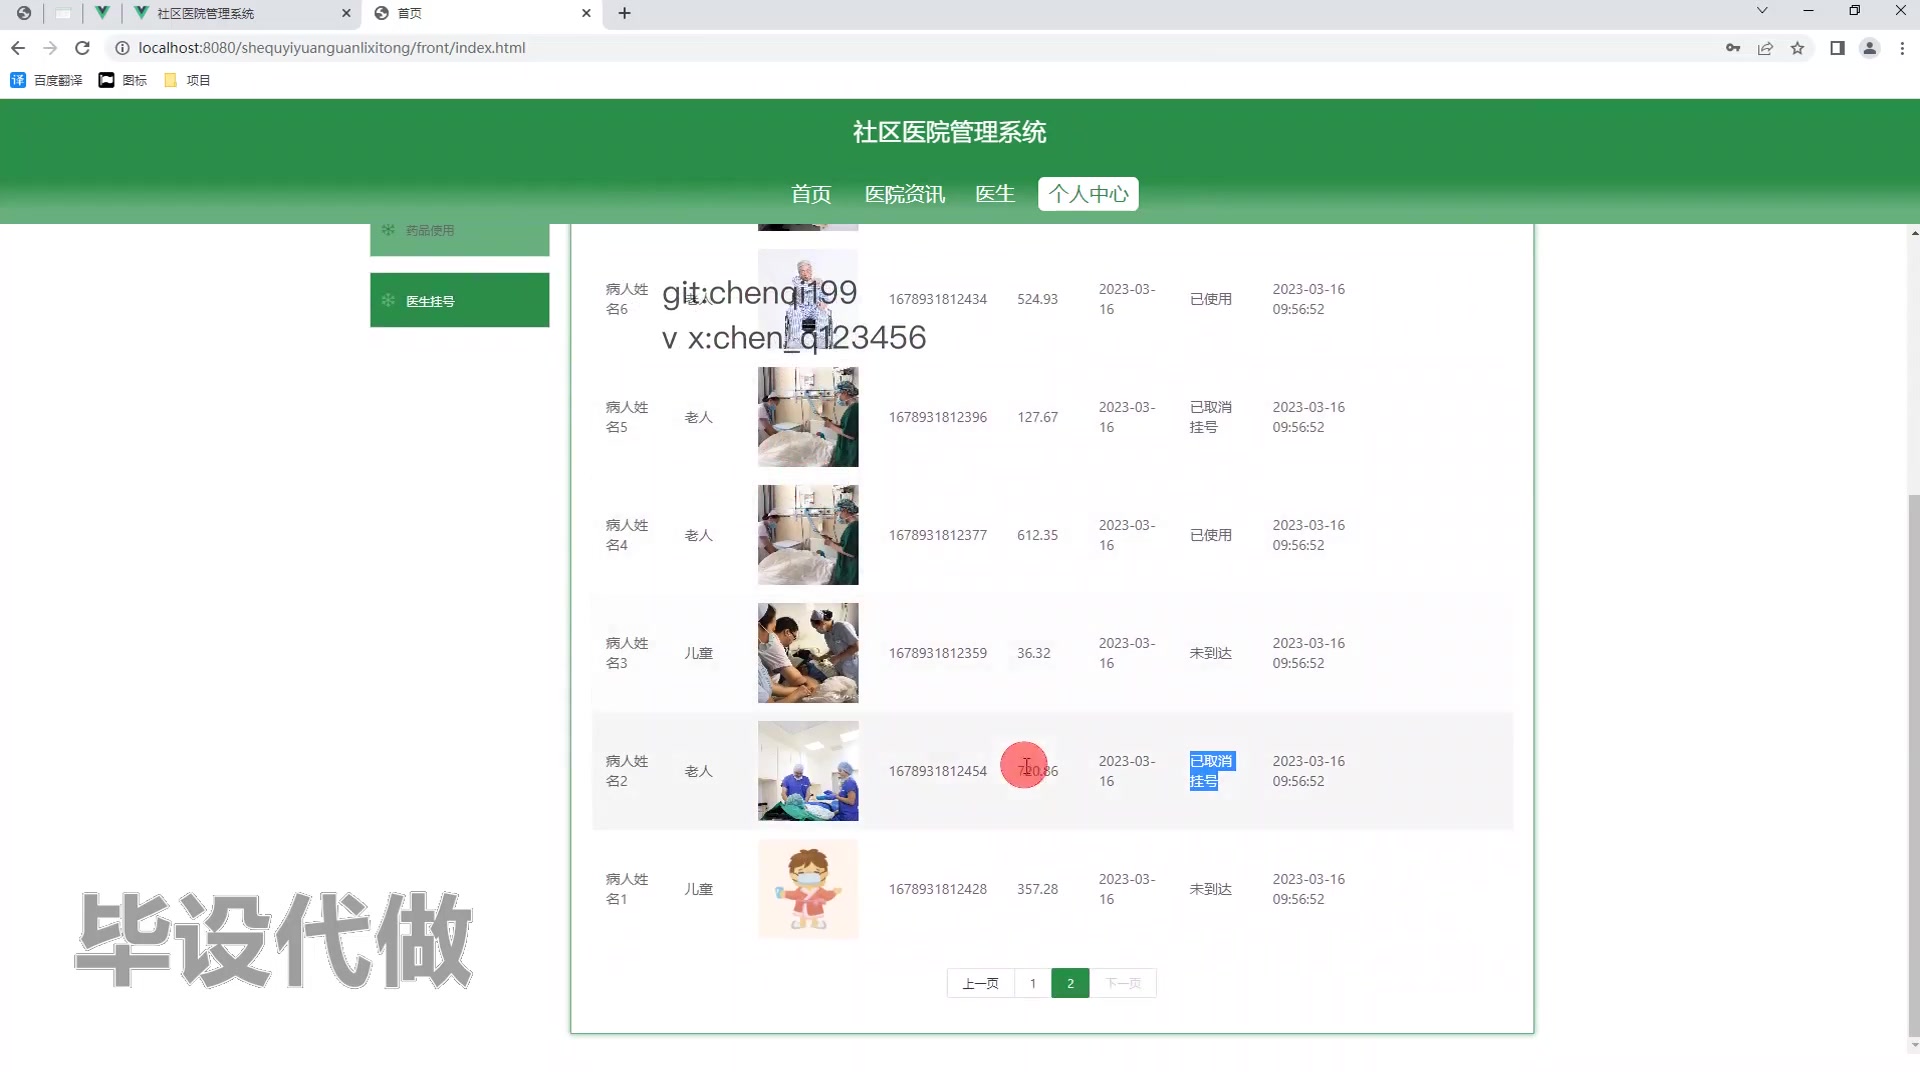 社区医院管理系统
首页
localhost:8080/shequyiyuanguanlixitong/front/index.html
百度翻译
图标
项目
社区医院管理系统
首页
医院资讯
医生
个人中心
药品使用
医生挂号
病人姓
名6
1678931812434
524.93
2023-03-
16
已使用
2023-03-16
09:56:52
git:chenqi199
v x:chen_q123456
病人姓
名5
老人
1678931812396
127.67
2023-03-
16
已取消
挂号
2023-03-16
09:56:52
病人姓
名4
老人
1678931812377
612.35
2023-03-
16
已使用
2023-03-16
09:56:52
病人姓
名3
儿童
1678931812359
36.32
2023-03-
16
未到达
2023-03-16
09:56:52
病人姓
名2
老人
1678931812454
720.86
2023-03-
16
已取消
挂号
2023-03-16
09:56:52
病人姓
名1
儿童
1678931812428
357.28
2023-03-
16
未到达
2023-03-16
09:56:52
毕设代做
上一页
1
2
下一页